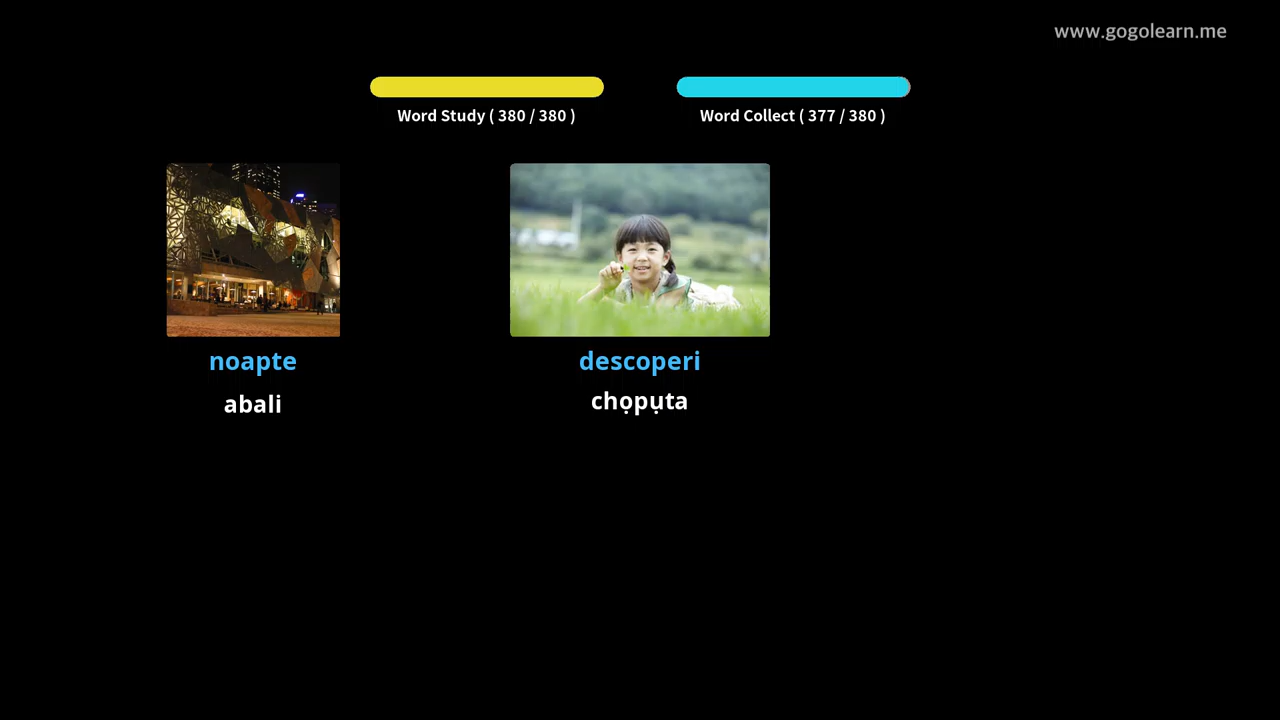 www.gogolearn.me
Word Study ( 380 / 380 )
Word Collect ( 377 / 380 )
noapte
descoperi
abali
chọpụta